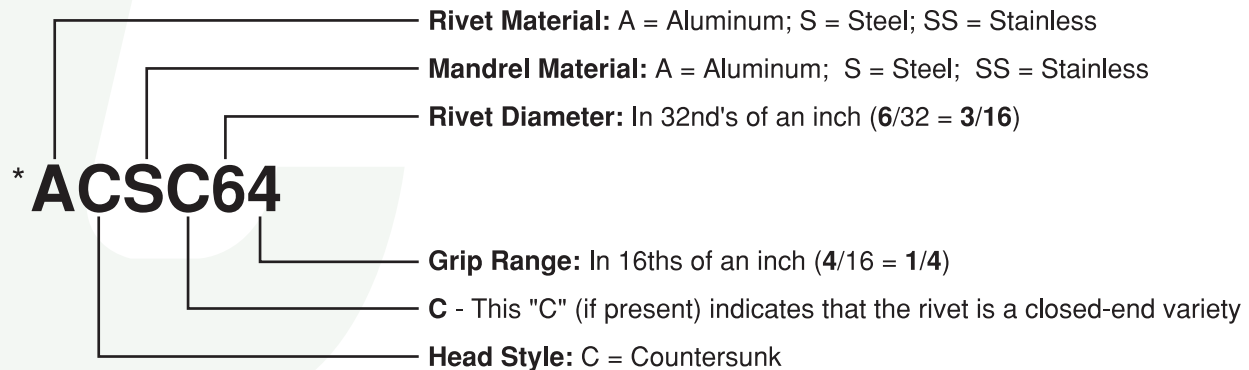 Rivet Material: A = Aluminum; S = Steel; SS = Stainless
Mandrel Material: A = Aluminum; S = Steel; SS = Stainless
Rivet Diameter: In 32nd's of an inch (6/32 = 3/16)
*ACSC64
Grip Range: In 16ths of an inch (4/16 = 1/4)
C - This "C" (if present) indicates that the rivet is a closed-end variety
Head Style: C = Countersunk